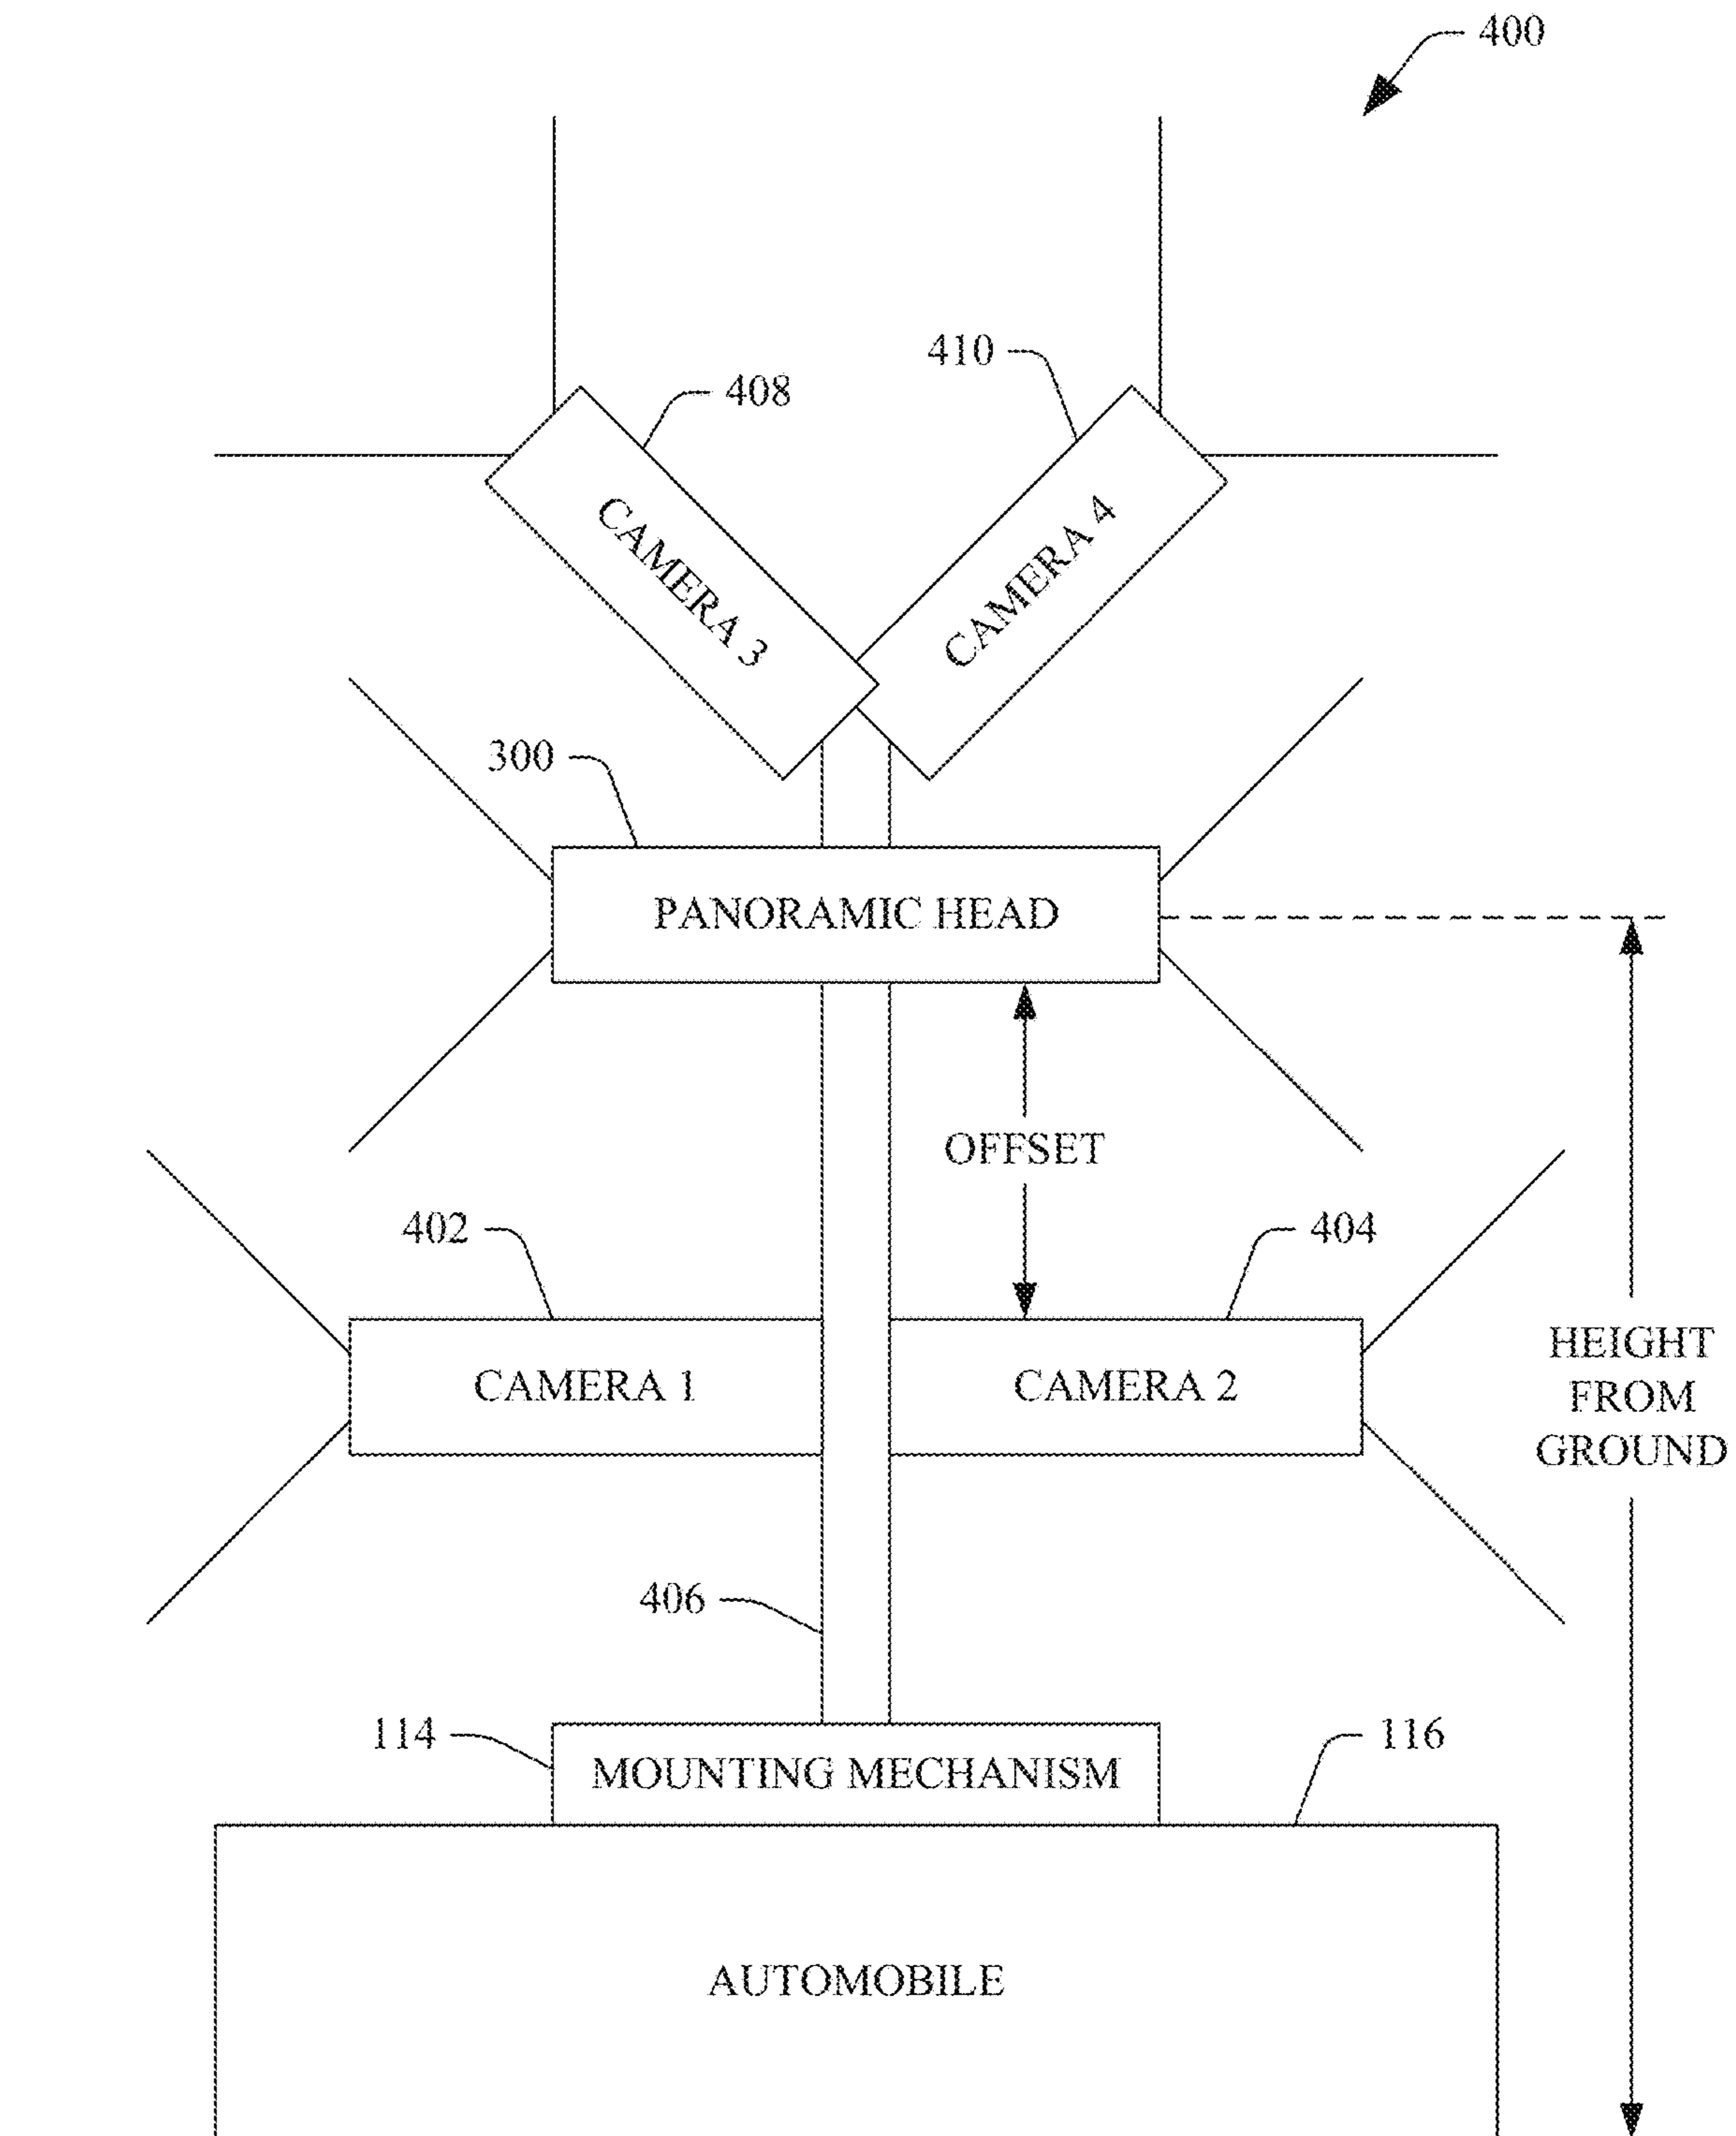 400
410
408
CAMERA 3
CAMERA 4
300
PANORAMIC HEAD
OFFSET
402
404
CAMERA 1
CAMERA 2
HEIGHT
FROM
GROUND
406
114
116
MOUNTING MECHANISM
AUTOMOBILE